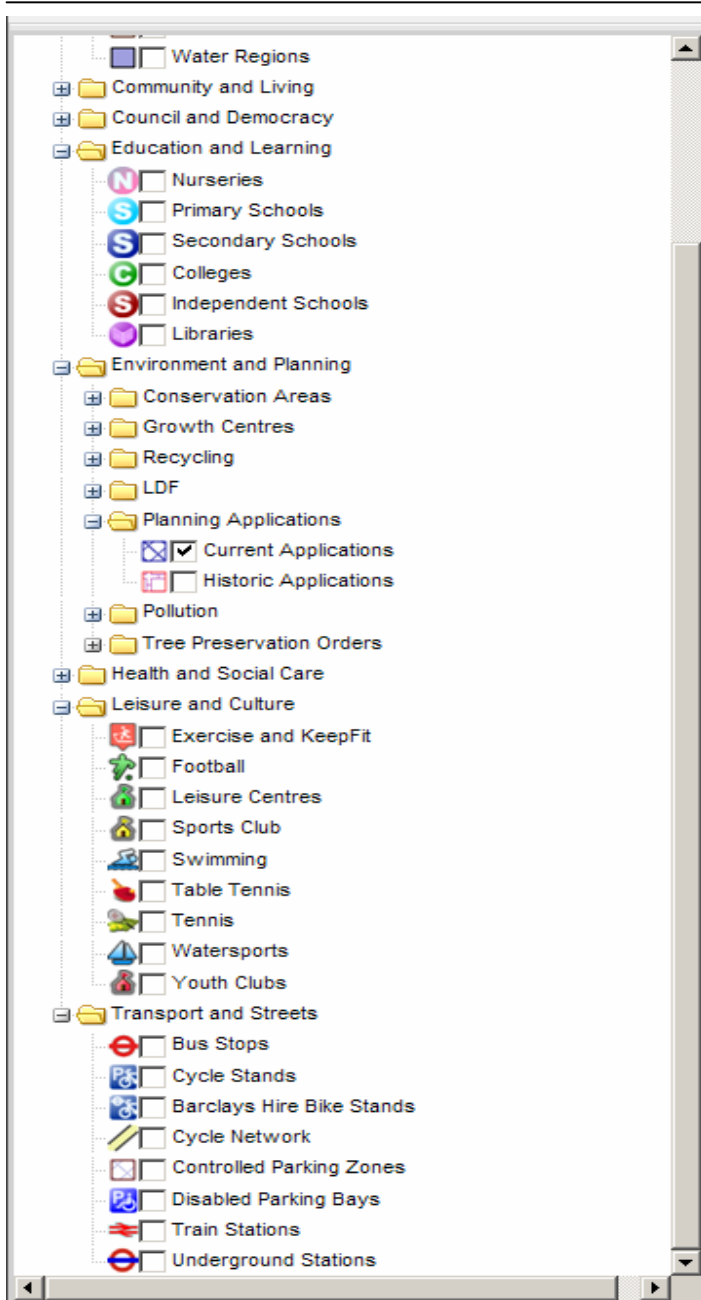 Water Regions
Community and Living
Council and Democracy
Education and Learning
N Nurseries
S Primary Schools
S Secondary Schools
C Colleges
S Independent Schools
Libraries
Environment and Planning
Conservation Areas
Growth Centres
Recycling
LDF
Planning Applications
Current Applications
Historic Applications
Pollution
Tree Preservation Orders
Health and Social Care
Leisure and Culture
Exercise and KeepFit
Football
Leisure Centres
Sports Club
Swimming
Table Tennis
Tennis
Watersports
Youth Clubs
Transport and Streets
Bus Stops
P Cycle Stands
Barclays Hire Bike Stands
Cycle Network
Controlled Parking Zones
P Disabled Parking Bays
Train Stations
Underground Stations